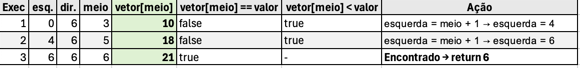 Exec esq. dir. meio vetor[meio] vetor[meio] == valor vetor[meio] < valor Ação
1 0 6 3 10 false true esquerda = meio + 1 → esquerda = 4
2 4 6 5 18 false true esquerda = meio + 1 → esquerda = 6
3 6 6 6 21 true - Encontrado → return 6